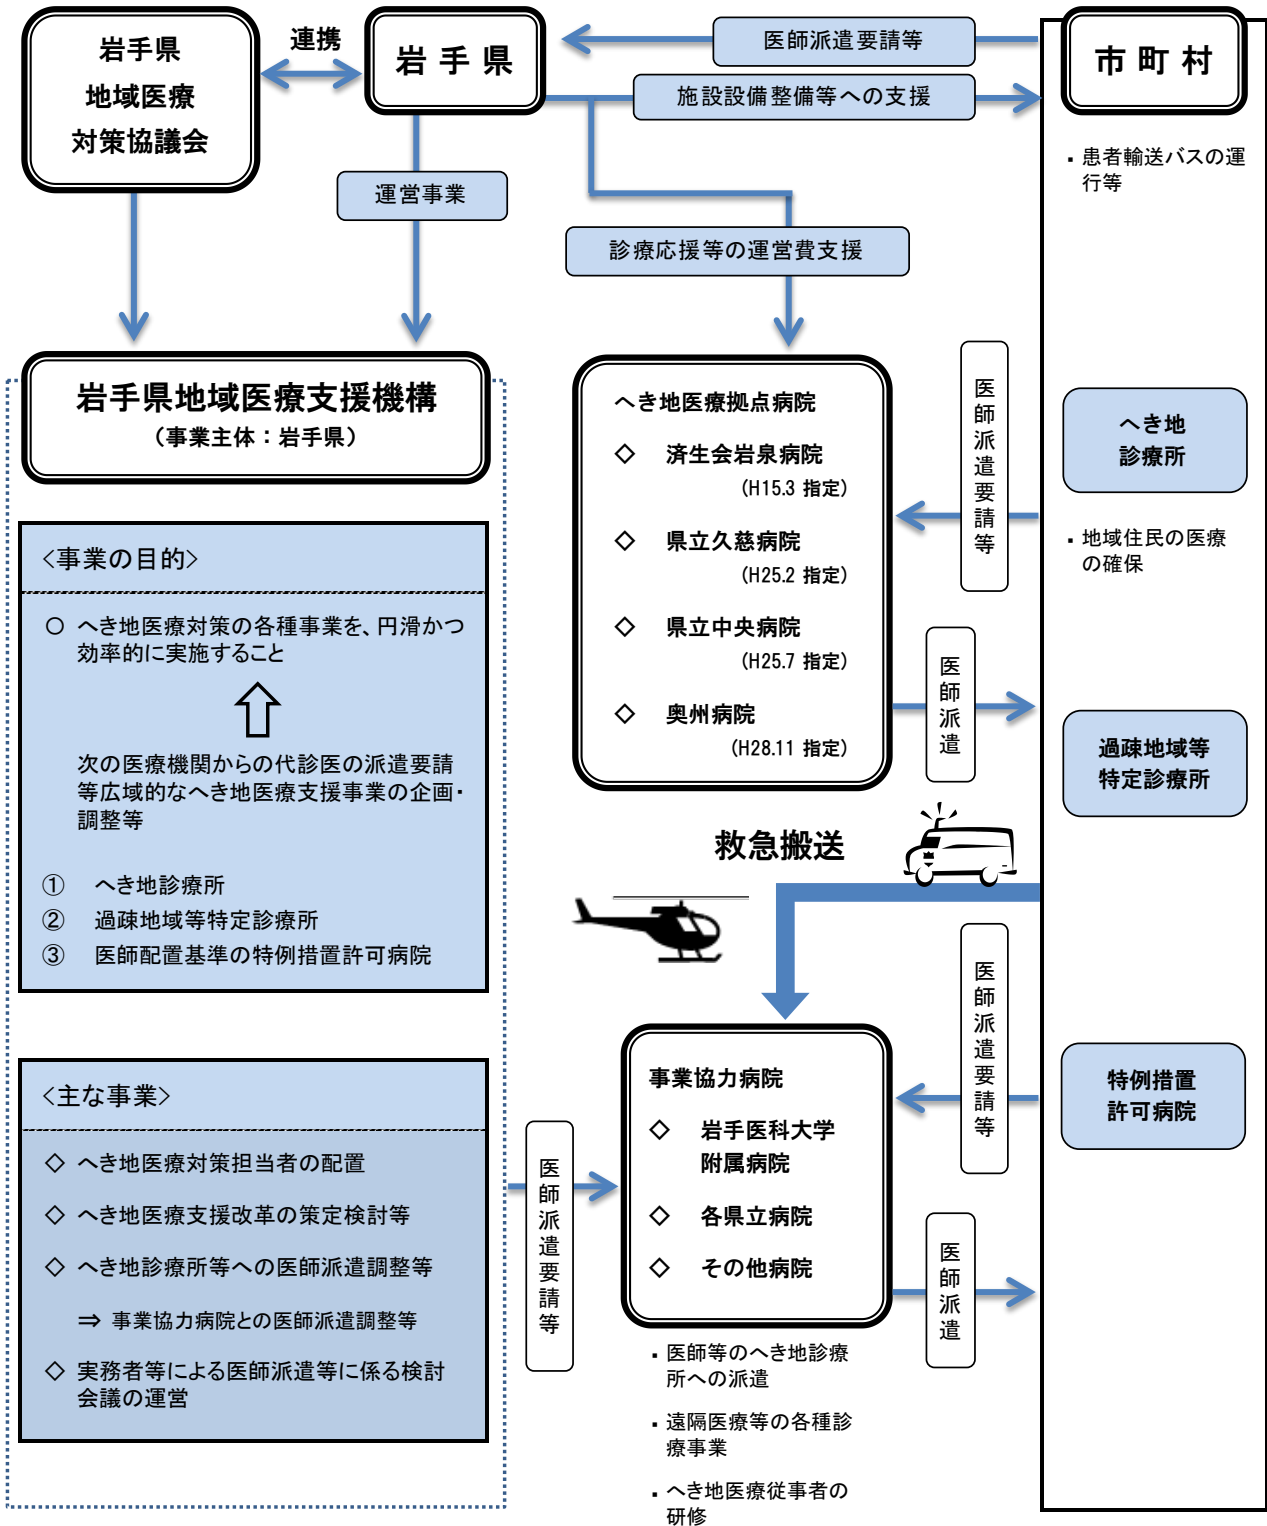 岩手県
地域医療
対策協議会
連携
岩手県
医師派遣要請等
施設設備整備等への支援
市町村
▪ 患者輸送バスの運
行等
運営事業
診療応援等の運営費支援
岩手県地域医療支援機構
（事業主体：岩手県）
<事業の目的>
○ へき地医療対策の各種事業を、円滑かつ
効率的に実施すること
次の医療機関からの代診医の派遣要請
等広域的なへき地医療支援事業の企画・
調整等
① へき地診療所
② 過疎地域等特定診療所
③ 医師配置基準の特例措置許可病院
<主な事業>
◇ へき地医療対策担当者の配置
◇ へき地医療支援改革の策定検討等
◇ へき地診療所等への医師派遣調整等
⇒ 事業協力病院との医師派遣調整等
◇ 実務者等による医師派遣等に係る検討
会議の運営
へき地医療拠点病院
◇ 済生会岩泉病院
(H15.3 指定)
◇ 県立久慈病院
(H25.2 指定)
◇ 県立中央病院
(H25.7 指定)
◇ 奥州病院
(H28.11 指定)
医師派遣要請等
医師派遣
へき地
診療所
▪ 地域住民の医療
の確保
過疎地域等
特定診療所
救急搬送
医師派遣要請等
特例措置
許可病院
医師派遣要請等
事業協力病院
◇ 岩手医科大学
附属病院
◇ 各県立病院
◇ その他病院
医師派遣
▪ 医師等のへき地診療
所への派遣
▪ 遠隔医療等の各種診
療事業
▪ へき地医療従事者の
研修